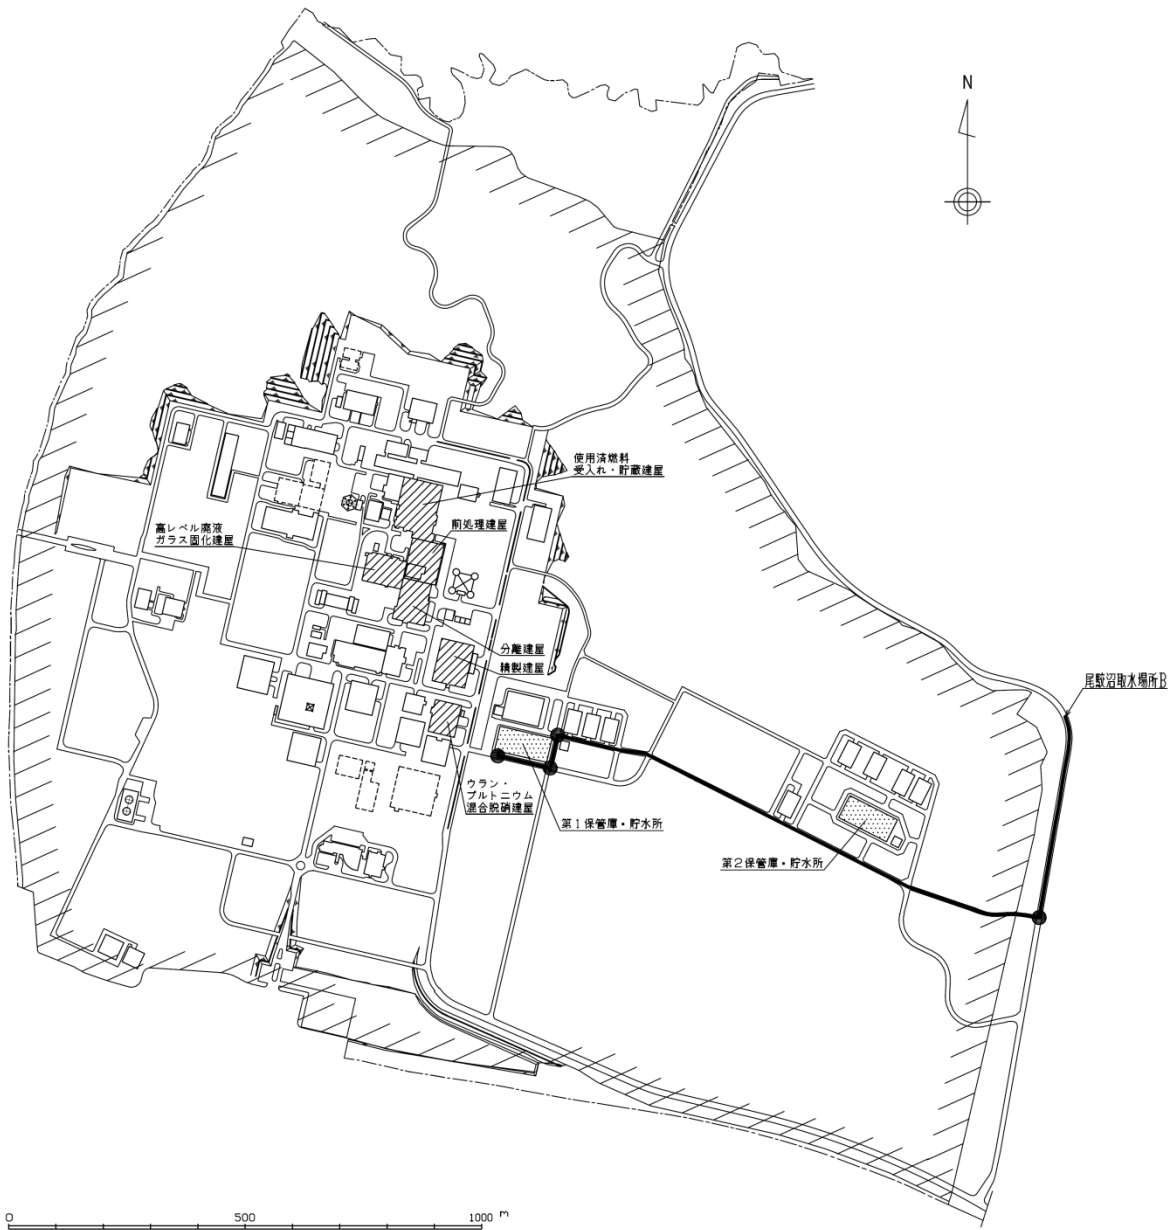 N
使用済燃料
受入れ・貯蔵建屋
前処理建屋
高レベル廃液
ガラス固化建屋
分離建屋
精製建屋
尾駮沼取水場所B
ウラン・
プルトニウム
混合脱硝建屋
第1保管庫・貯水所
第2保管庫・貯水所
0 500 1000 m